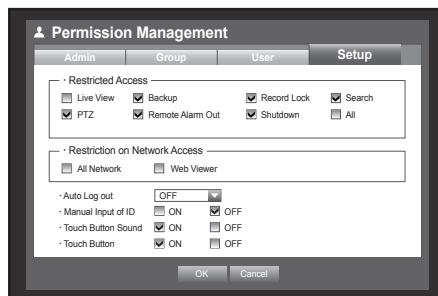 Permission Management
Admin Group User Setup
· Restricted Access
Live View Backup Record Lock Search
PTZ Remote Alarm Out Shutdown All
· Restriction on Network Access
All Network Web Viewer
· Auto Log out OFF
· Manual Input of ID ON OFF
· Touch Button Sound ON OFF
· Touch Button ON OFF
OK Cancel